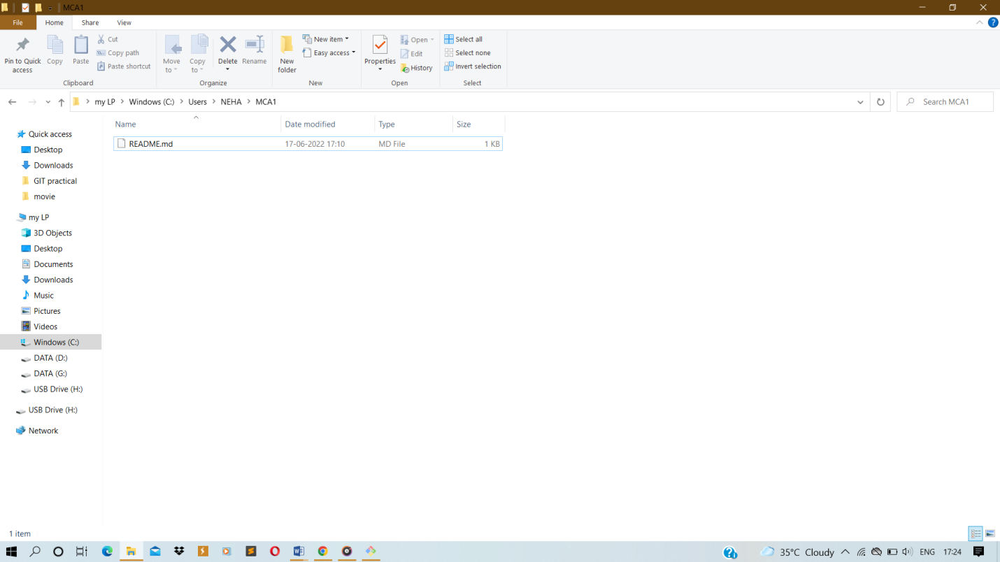 MCA1
File Home Share View
Pin to Quick access
Copy
Paste
Cut
Copy path
Paste shortcut
Clipboard
Move to
Copy to
Delete
Rename
Organize
New folder
New item
Easy access
New
Properties
Open
Edit
History
Open
Select all
Select none
Invert selection
Select
my LP > Windows (C:) > Users > NEHA > MCA1
Search MCA1
Name Date modified Type Size
README.md 17-06-2022 17:10 MD File 1 KB
Quick access
Desktop
Downloads
GIT practical
movie
my LP
3D Objects
Desktop
Documents
Downloads
Music
Pictures
Videos
Windows (C:)
DATA (D:)
DATA (G:)
USB Drive (H:)
USB Drive (H:)
Network
1 item
35°C Cloudy ENG 17:24